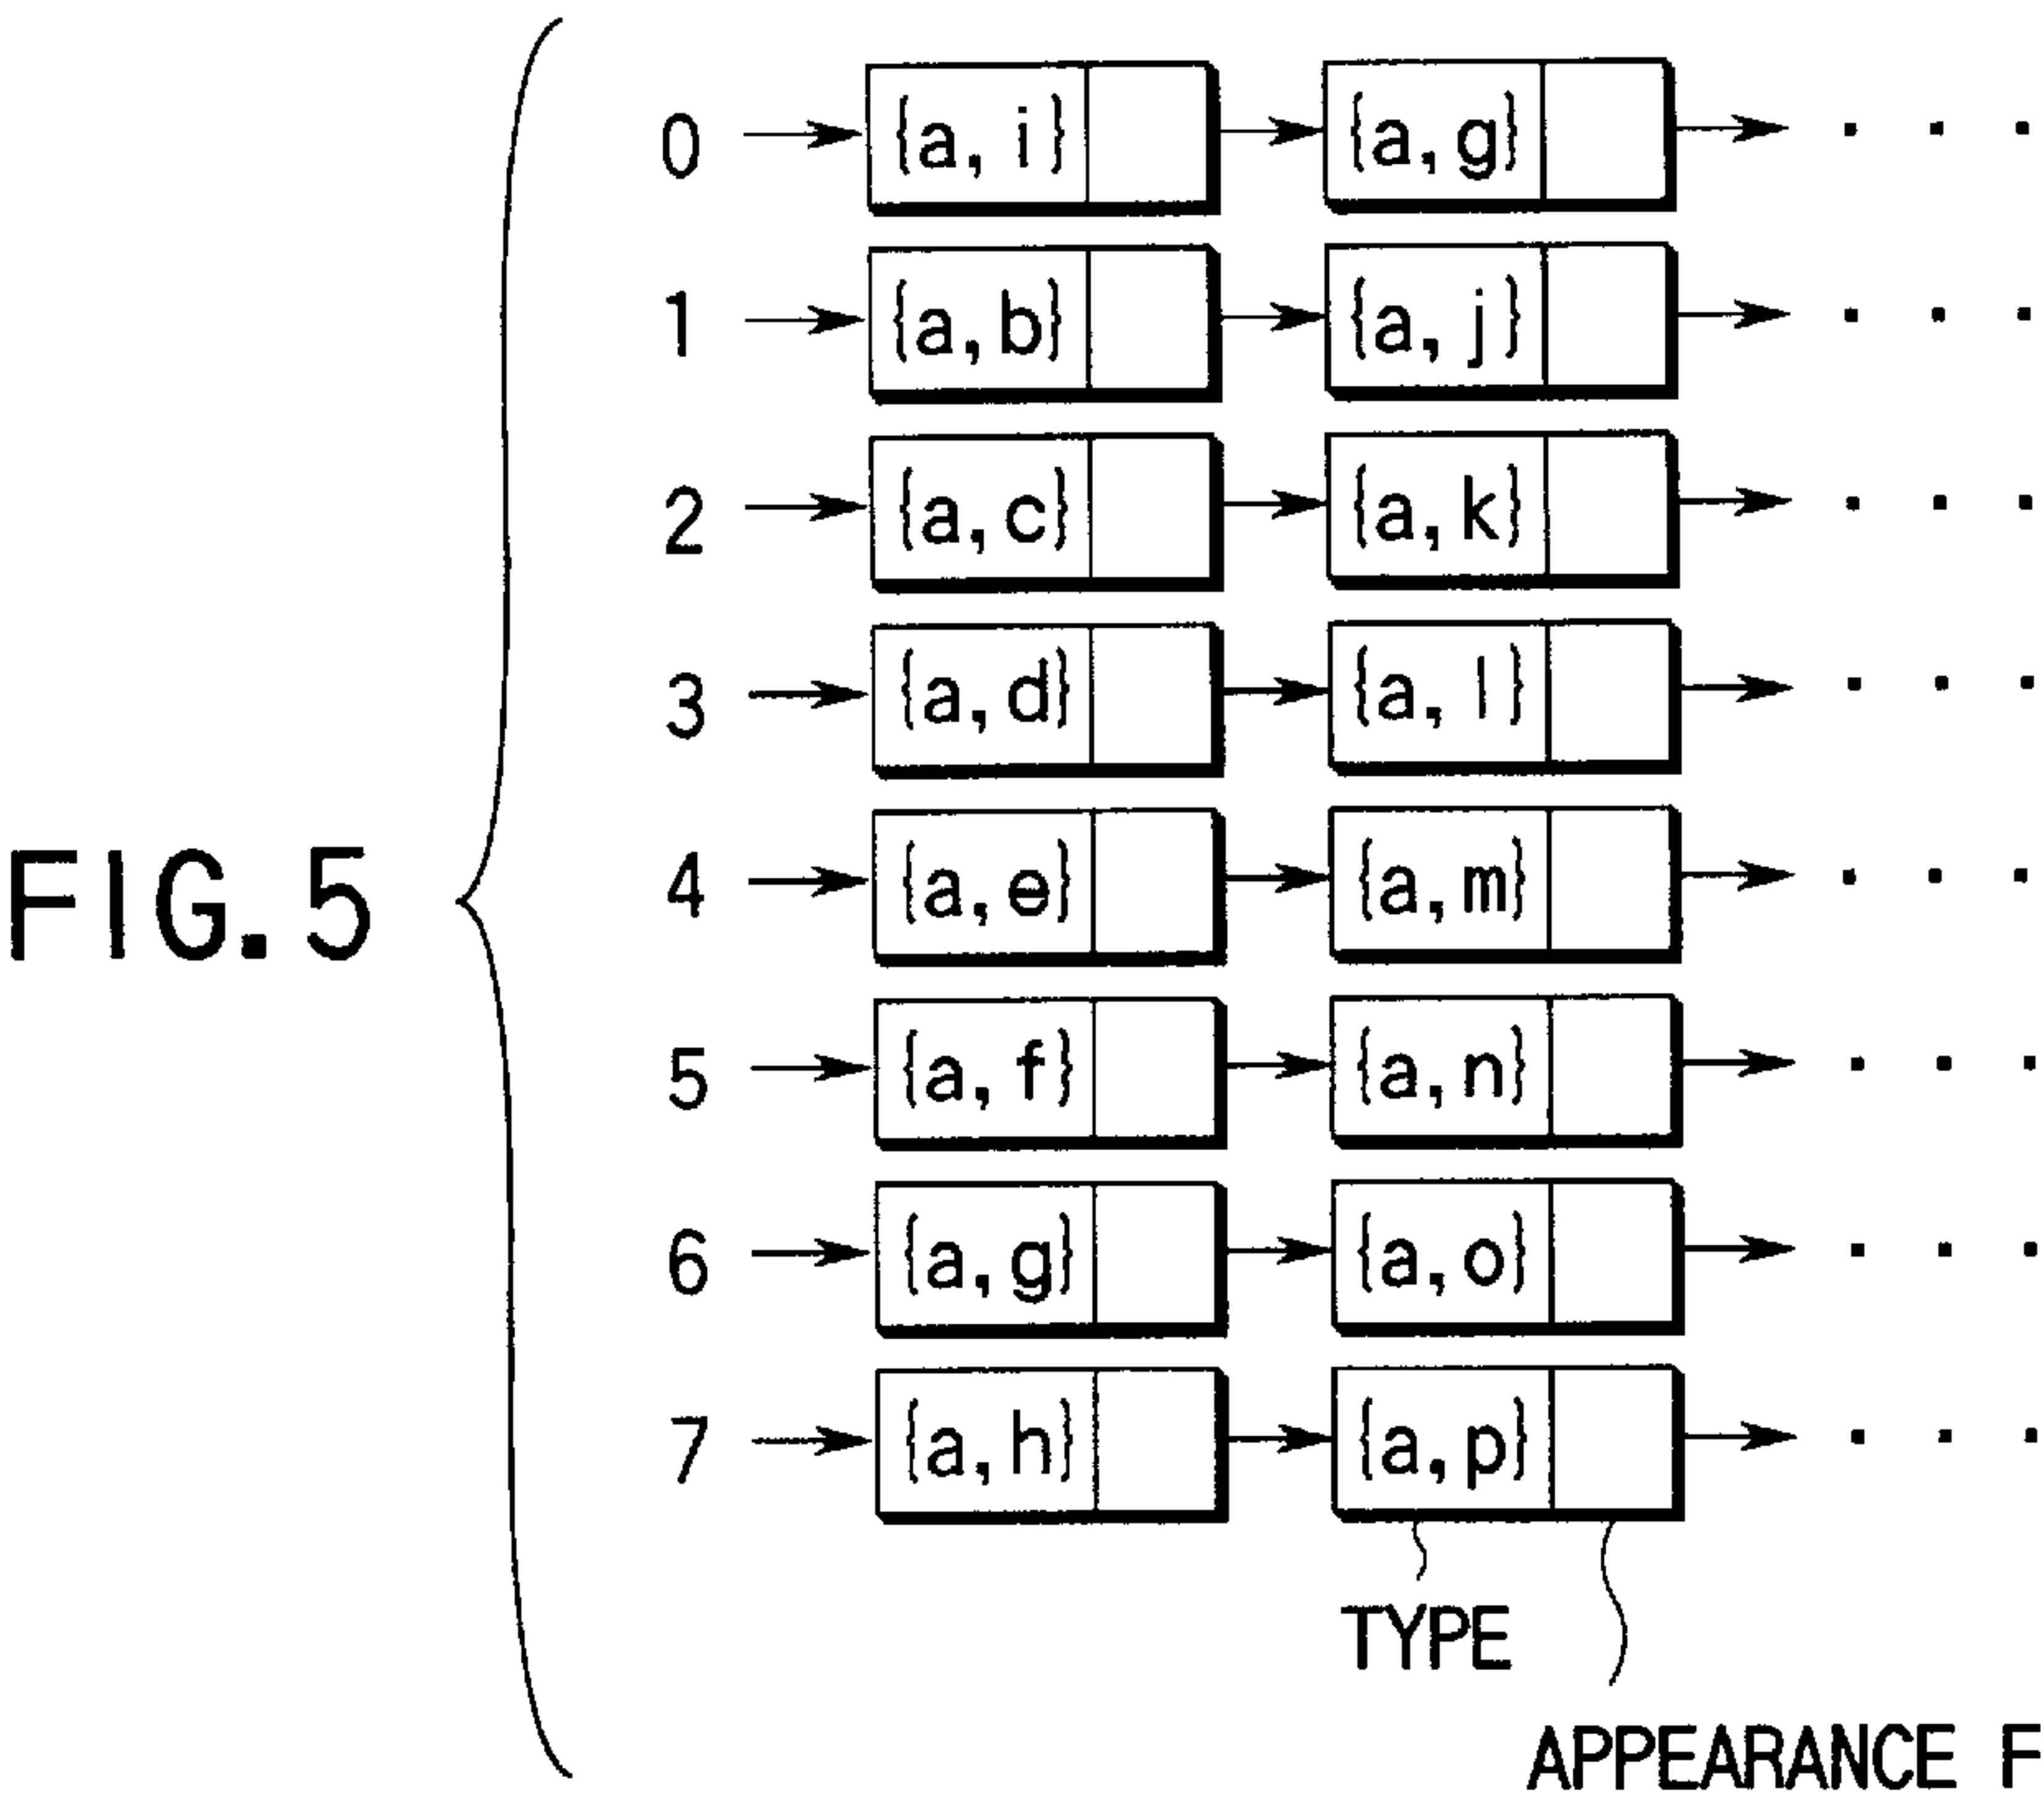 0 {a, i} {a,g} . . .
1 {a,b} {a, j} . . .
2 {a,c} {a,k} . . .
3 {a,d} {a, l} . . .
FIG.5
4 {a,e} {a,m} . . .
5 {a,f} {a,n} . . .
6 {a,g} {a,o} . . .
7 {a,h} {a,p} . . .
TYPE
APPEARANCE F